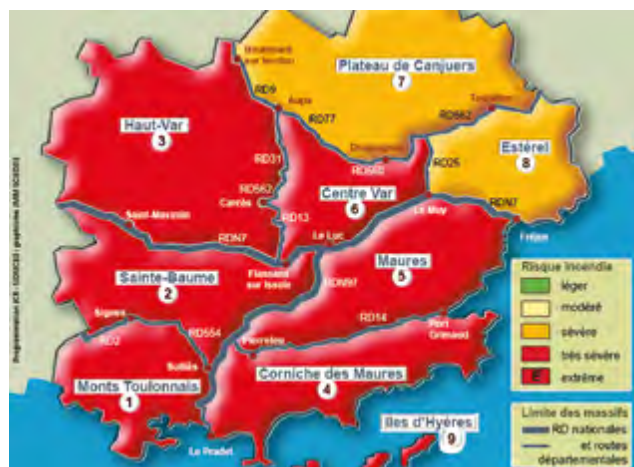 Plateau de Canjuers
7
RD9
Aups
RD77
RD562
Haut-Var
3
Estérel
8
RD31
RD25
RD562
Centre Var
6
Carcès
RD13
RDN7
Le Muy
Saint-Maximin
RDN7
Le Luc
Fréjus
Maures
5
Sainte-Baume
2
Flassans
sur Issole
RDN97
Signes
RD2
RD554
RD14
Port
Grimaud
Pierrefeu
Solliès
Monts Toulonnais
1
Corniche des Maures
4
Le Pradet
Iles d'Hyères
9
Risque Incendie
léger
modéré
sévère
très sévère
E
extrême
Limite des massifs
RD nationales
et routes
départementales